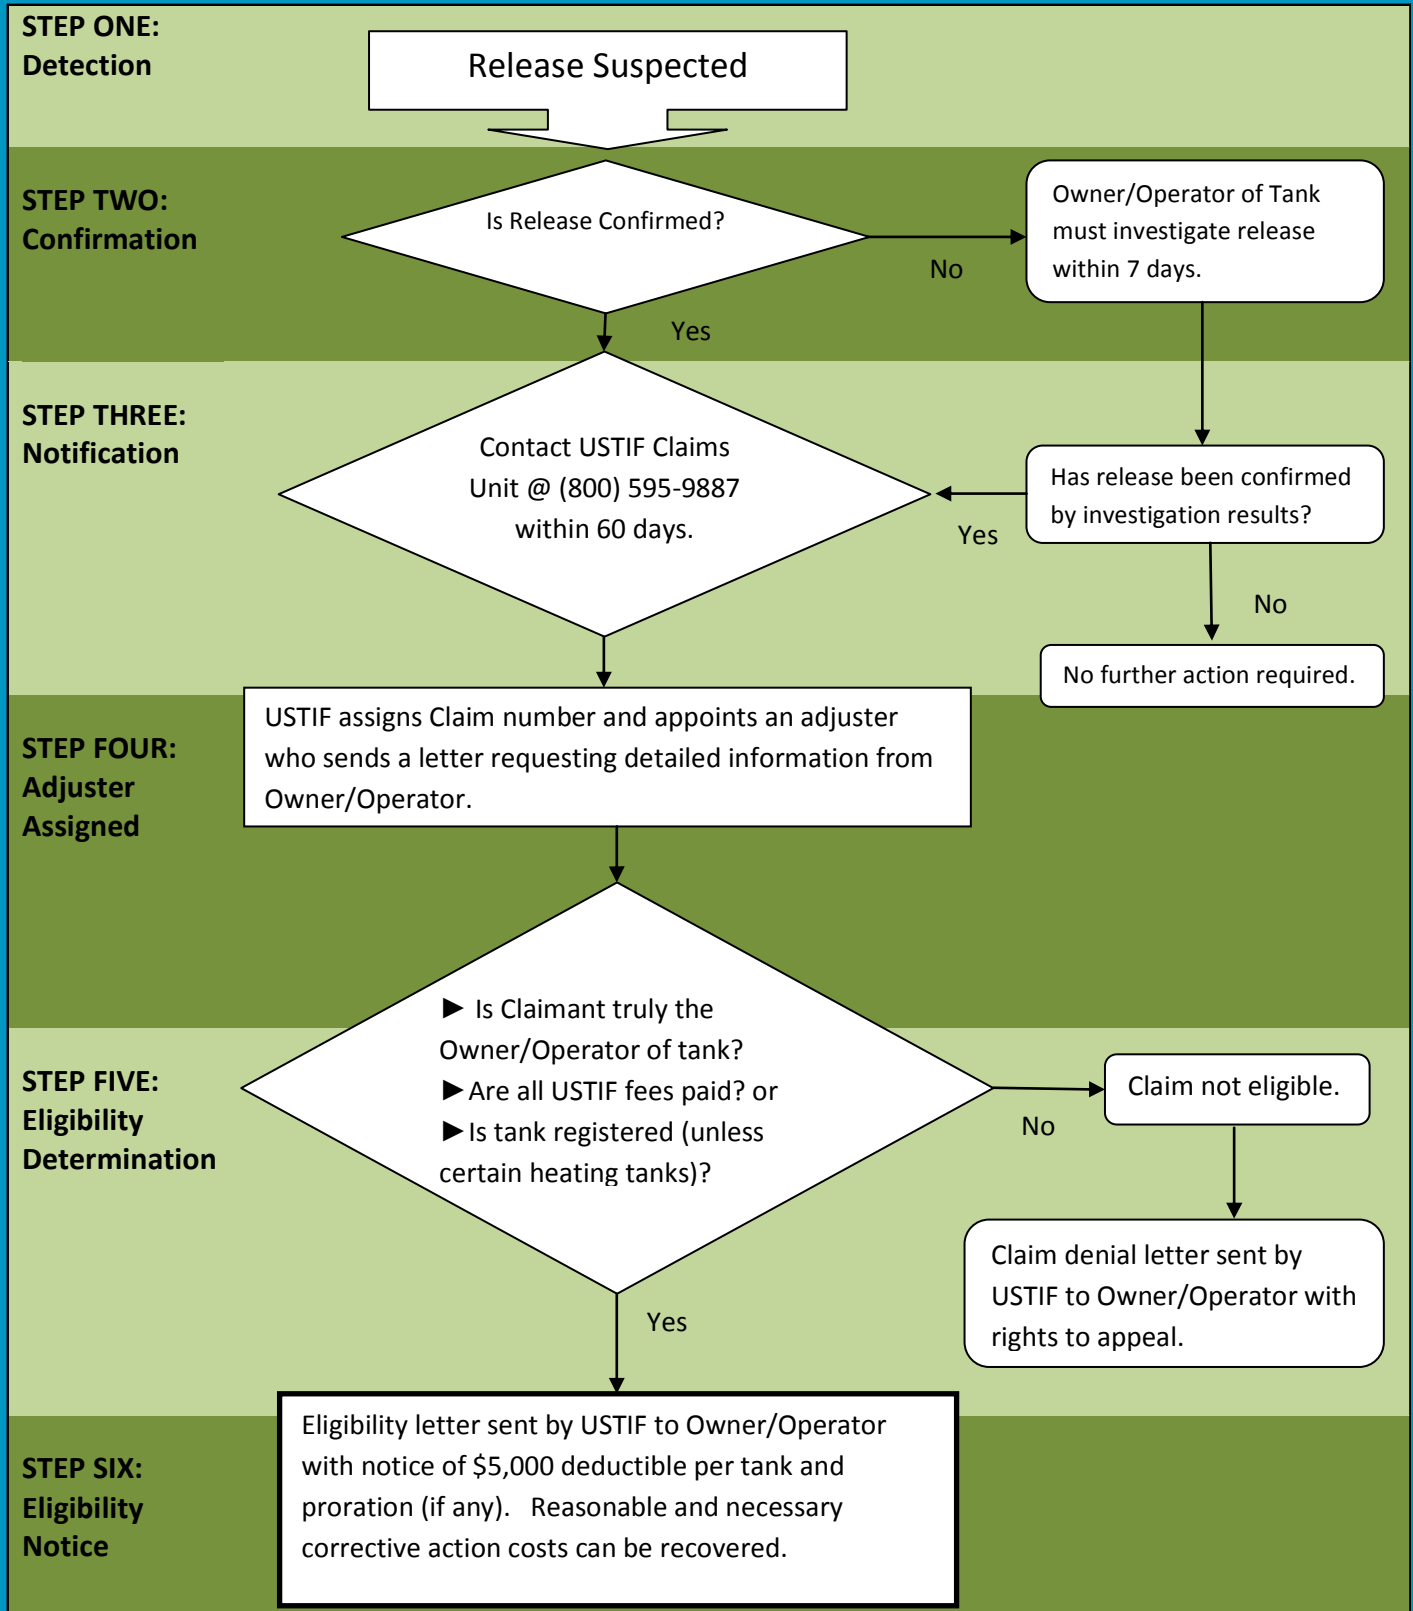 STEP ONE:
Detection
Release Suspected
STEP TWO:
Confirmation
Is Release Confirmed?
No
Owner/Operator of Tank
must investigate release
within 7 days.
Yes
STEP THREE:
Notification
Contact USTIF Claims
Unit @ (800) 595-9887
within 60 days.
Yes
Has release been confirmed
by investigation results?
No
No further action required.
STEP FOUR:
Adjuster
Assigned
USTIF assigns Claim number and appoints an adjuster
who sends a letter requesting detailed information from
Owner/Operator.
STEP FIVE:
Eligibility
Determination
► Is Claimant truly the
Owner/Operator of tank?
►Are all USTIF fees paid? or
►Is tank registered (unless
certain heating tanks)?
No
Claim not eligible.
Claim denial letter sent by
USTIF to Owner/Operator with
rights to appeal.
Yes
STEP SIX:
Eligibility
Notice
Eligibility letter sent by USTIF to Owner/Operator
with notice of $5,000 deductible per tank and
proration (if any).   Reasonable and necessary
corrective action costs can be recovered.